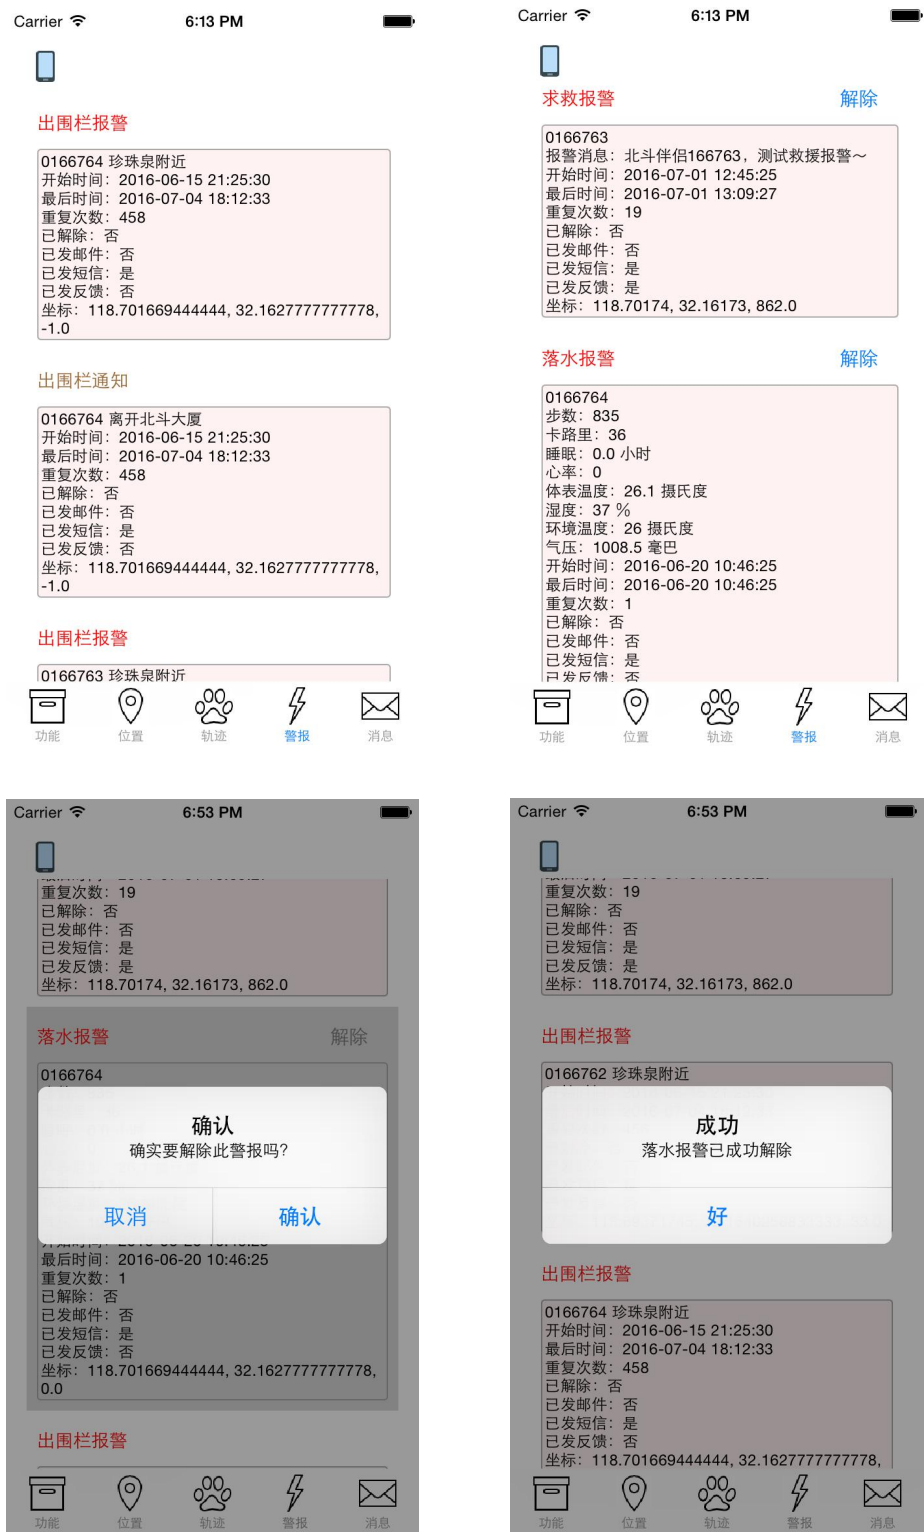 Carrier 6:13 PM
出围栏报警
0166764 珍珠泉附近
开始时间：2016-06-15 21:25:30
最后时间：2016-07-04 18:12:33
重复次数：458
已解除：否
已发邮件：否
已发短信：是
已发反馈：否
坐标：118.701669444444, 32.1627777777778,
-1.0
出围栏通知
0166764 离开北斗大厦
开始时间：2016-06-15 21:25:30
最后时间：2016-07-04 18:12:33
重复次数：458
已解除：否
已发邮件：否
已发短信：是
已发反馈：否
坐标：118.701669444444, 32.1627777777778,
-1.0
出围栏报警
0166763 珍珠泉附近
功能 位置 轨迹 警报 消息
Carrier 6:13 PM
求救报警 解除
0166763
报警消息：北斗伴侣166763，测试救援报警～
开始时间：2016-07-01 12:45:25
最后时间：2016-07-01 13:09:27
重复次数：19
已解除：否
已发邮件：否
已发短信：是
已发反馈：是
坐标：118.70174, 32.16173, 862.0
落水报警 解除
0166764
步数：835
卡路里：36
睡眠：0.0 小时
心率：0
体表温度：26.1 摄氏度
湿度：37 %
环境温度：26 摄氏度
气压：1008.5 毫巴
开始时间：2016-06-20 10:46:25
最后时间：2016-06-20 10:46:25
重复次数：1
已解除：否
已发邮件：否
已发短信：是
已发反馈：否
功能 位置 轨迹 警报 消息
Carrier 6:53 PM
重复次数：19
已解除：否
已发邮件：否
已发短信：是
已发反馈：是
坐标：118.70174, 32.16173, 862.0
落水报警 解除
0166764
确认
确实要解除此警报吗?
取消 确认
最后时间：2016-06-20 10:46:25
重复次数：1
已解除：否
已发邮件：否
已发短信：是
已发反馈：否
坐标：118.701669444444, 32.1627777777778,
0.0
出围栏报警
功能 位置 轨迹 警报 消息
Carrier 6:53 PM
重复次数：19
已解除：否
已发邮件：否
已发短信：是
已发反馈：是
坐标：118.70174, 32.16173, 862.0
出围栏报警
0166762 珍珠泉附近
成功
落水报警已成功解除
好
出围栏报警
0166764 珍珠泉附近
开始时间：2016-06-15 21:25:30
最后时间：2016-07-04 18:12:33
重复次数：458
已解除：否
已发邮件：否
已发短信：是
已发反馈：否
坐标：118.701669444444, 32.1627777777778,
功能 位置 轨迹 警报 消息